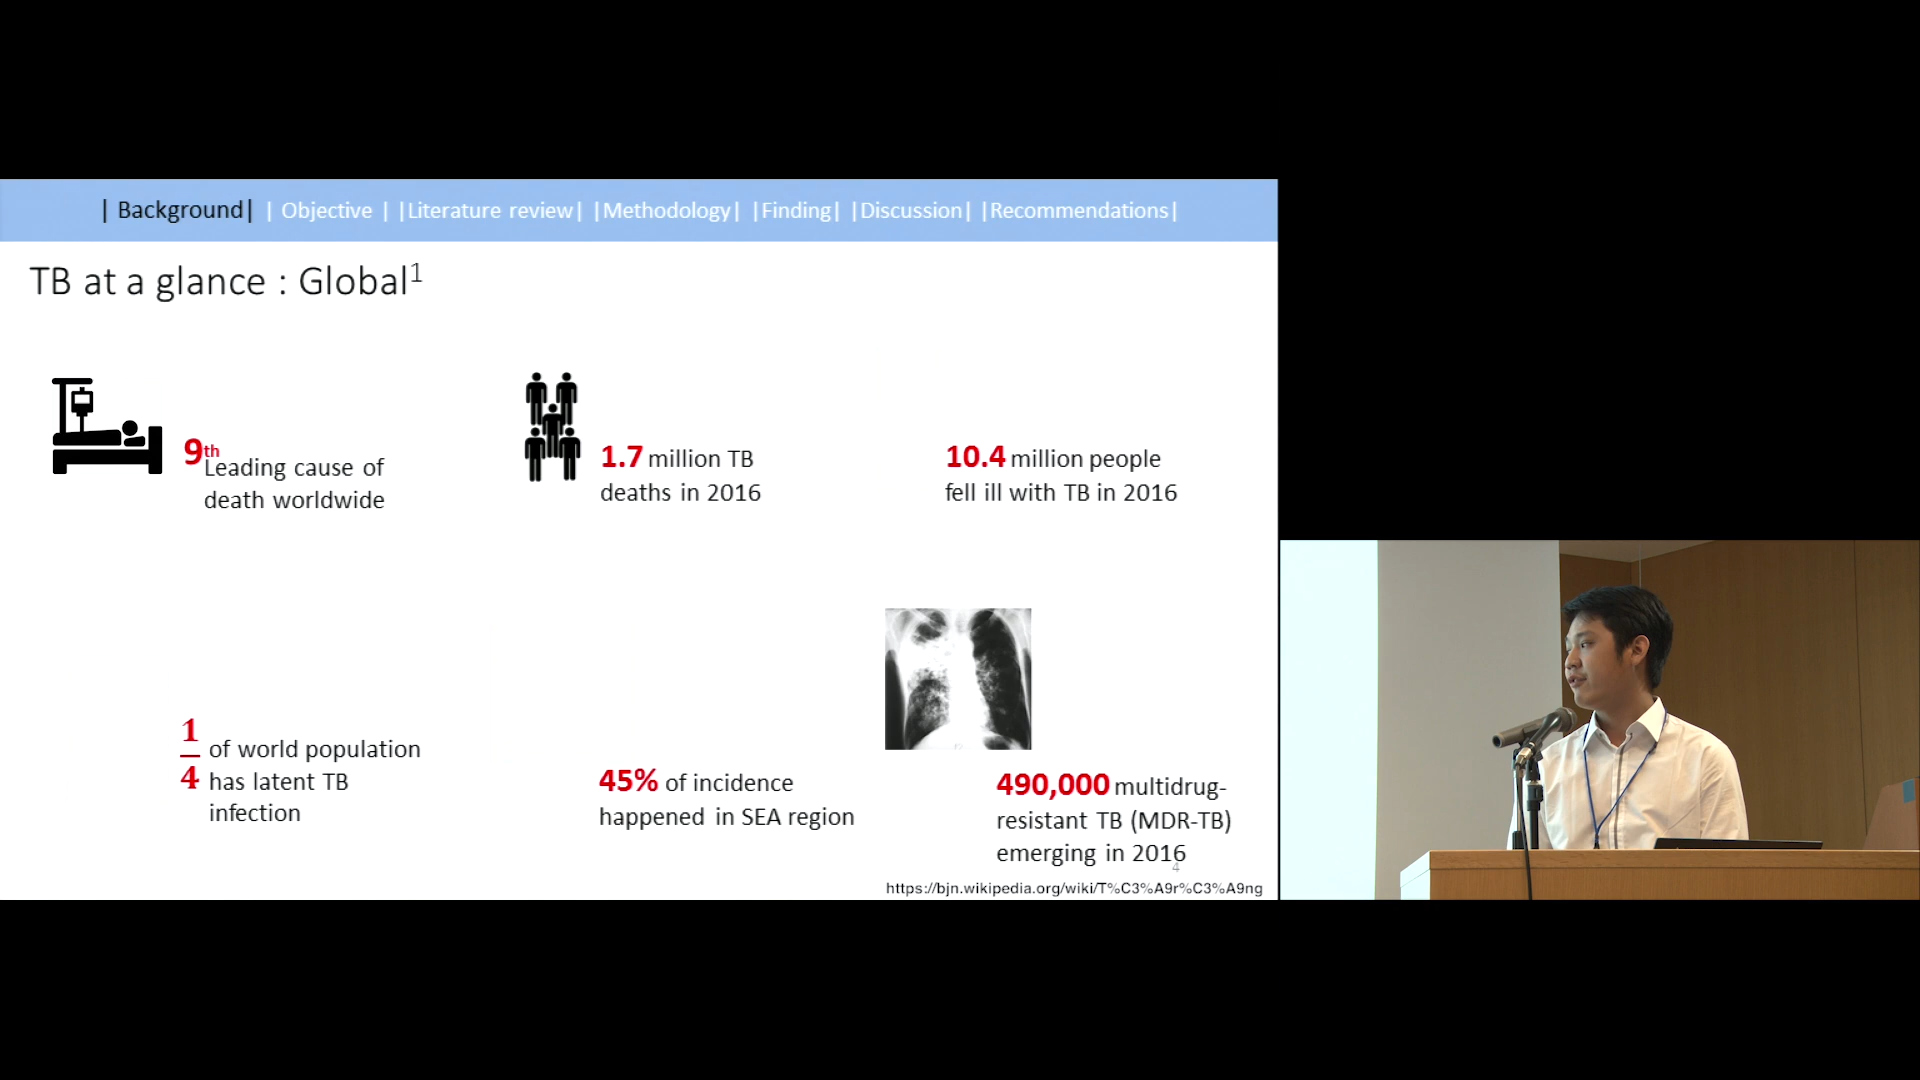 | Background| | Objective | |Literature review| |Methodology| |Finding| |Discussion| |Recommendations|
TB at a glance : Global1
9th
Leading cause of
death worldwide
1.7 million TB
deaths in 2016
10.4 million people
fell ill with TB in 2016
1
4
of world population
has latent TB
infection
45% of incidence
happened in SEA region
490,000 multidrug-
resistant TB (MDR-TB)
emerging in 2016
4
https://bjn.wikipedia.org/wiki/T%C3%A9r%C3%A9ng